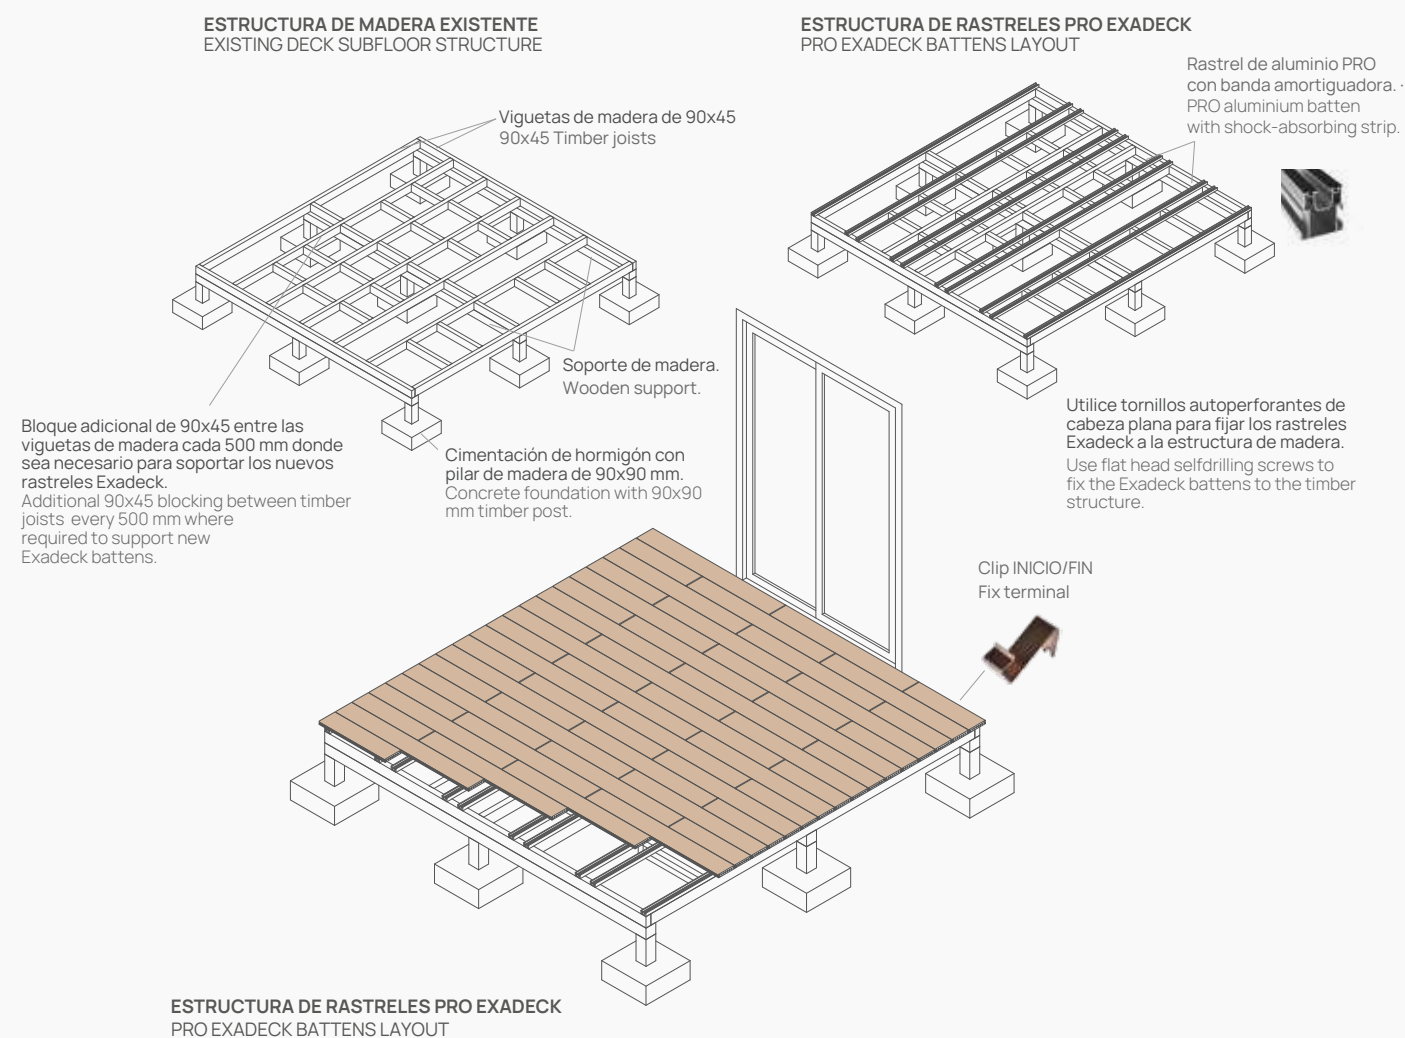 ESTRUCTURA DE MADERA EXISTENTE
EXISTING DECK SUBFLOOR STRUCTURE
ESTRUCTURA DE RASTRELES PRO EXADECK
PRO EXADECK BATTENS LAYOUT
Rastrel de aluminio PRO
con banda amortiguadora. ·
PRO aluminium batten
with shock-absorbing strip.
Viguetas de madera de 90x45
90x45 Timber joists
Soporte de madera.
Wooden support.
Bloque adicional de 90x45 entre las
viguetas de madera cada 500 mm donde
sea necesario para soportar los nuevos
rastreles Exadeck.
Additional 90x45 blocking between timber
joists every 500 mm where
required to support new
Exadeck battens.
Cimentación de hormigón con
pilar de madera de 90x90 mm.
Concrete foundation with 90x90
mm timber post.
Utilice tornillos autoperforantes de
cabeza plana para fijar los rastreles
Exadeck a la estructura de madera.
Use flat head selfdrilling screws to
fix the Exadeck battens to the timber
structure.
Clip INICIO/FIN
Fix terminal
ESTRUCTURA DE RASTRELES PRO EXADECK
PRO EXADECK BATTENS LAYOUT